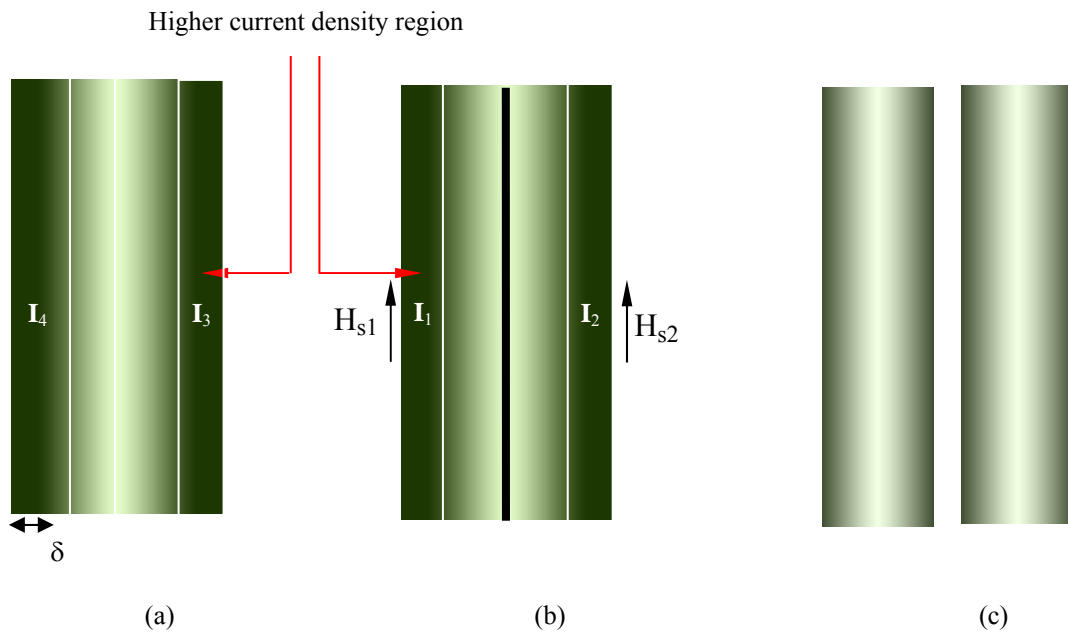 Higher current density region
I4
I3
Hs1
I1
I2
Hs2
δ
(a)
(b)
(c)